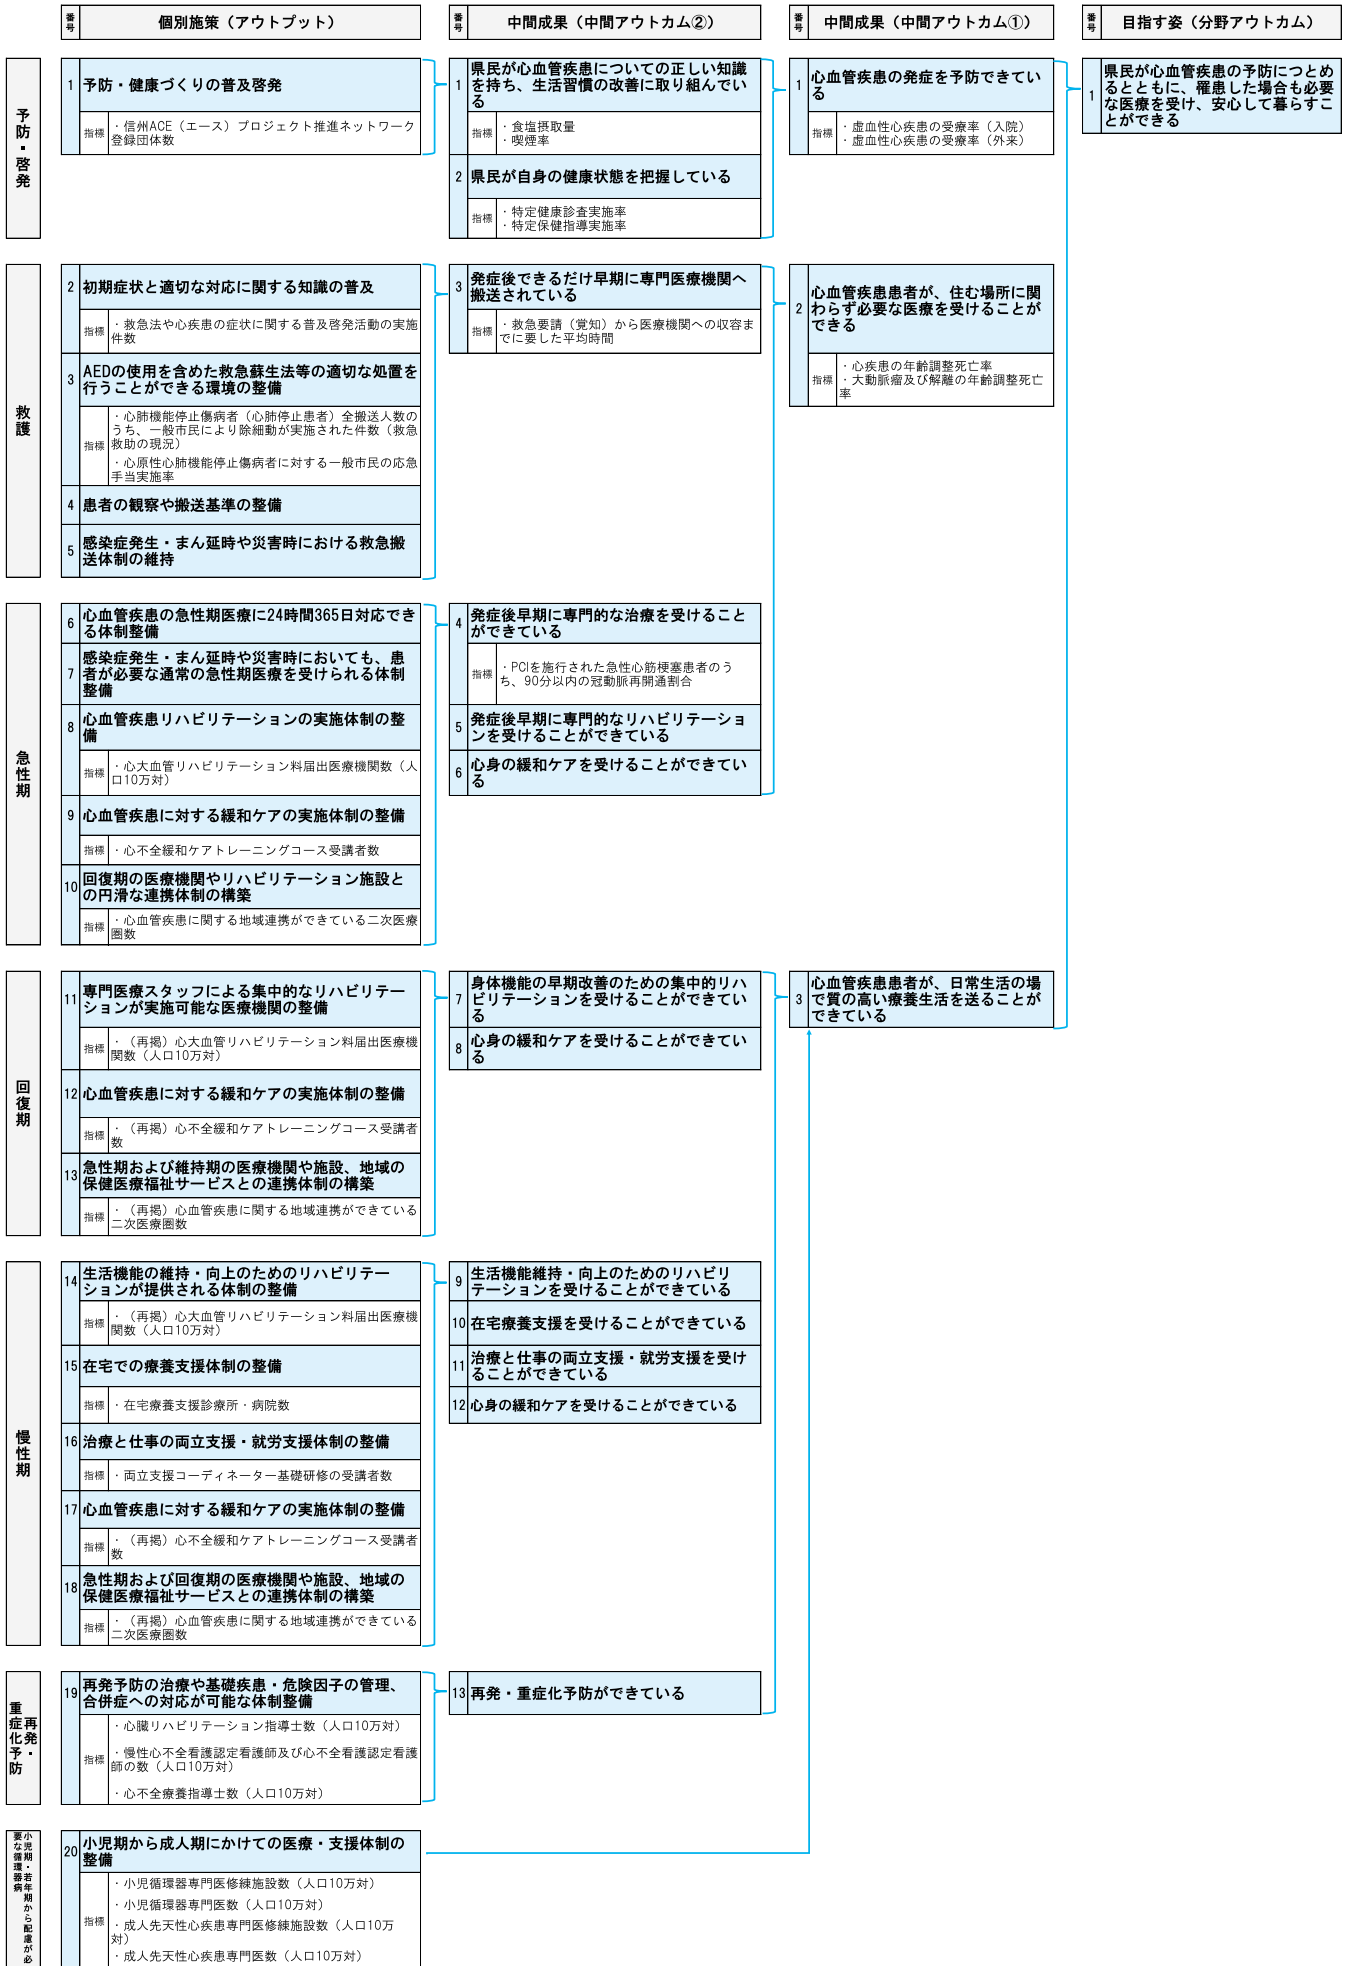 番号
個別施策（アウトプット）
番号
中間成果（中間アウトカム②）
番号
中間成果（中間アウトカム①）
番号
目指す姿（分野アウトカム）
予防・啓発
1
予防・健康づくりの普及啓発
指標
・信州ACE（エース）プロジェクト推進ネットワーク
登録団体数
1
県民が心血管疾患についての正しい知識
を持ち、生活習慣の改善に取り組んでい
る
指標
・食塩摂取量
・喫煙率
2
県民が自身の健康状態を把握している
指標
・特定健康診査実施率
・特定保健指導実施率
1
心血管疾患の発症を予防できてい
る
指標
・虚血性心疾患の受療率（入院）
・虚血性心疾患の受療率（外来）
1
県民が心血管疾患の予防につとめ
るとともに、罹患した場合も必要
な医療を受け、安心して暮らすこ
とができる
救護
2
初期症状と適切な対応に関する知識の普及
指標
・救急法や心疾患の症状に関する普及啓発活動の実施
件数
3
AEDの使用を含めた救急蘇生法等の適切な処置を
行うことができる環境の整備
指標
・心肺機能停止傷病者（心肺停止患者）全搬送人数の
うち、一般市民により除細動が実施された件数（救急
救助の現況）
・心原性心肺機能停止傷病者に対する一般市民の応急
手当実施率
4
患者の観察や搬送基準の整備
5
感染症発生・まん延時や災害時における救急搬
送体制の維持
3
発症後できるだけ早期に専門医療機関へ
搬送されている
指標
・救急要請（覚知）から医療機関への収容ま
でに要した平均時間
2
心血管疾患患者が、住む場所に関
わらず必要な医療を受けることが
できる
指標
・心疾患の年齢調整死亡率
・大動脈瘤及び解離の年齢調整死亡
率
急性期
6
心血管疾患の急性期医療に24時間365日対応でき
る体制整備
7
感染症発生・まん延時や災害時においても、患
者が必要な通常の急性期医療を受けられる体制
整備
8
心血管疾患リハビリテーションの実施体制の整
備
指標
・心大血管リハビリテーション料届出医療機関数（人
口10万対）
9
心血管疾患に対する緩和ケアの実施体制の整備
指標
・心不全緩和ケアトレーニングコース受講者数
10
回復期の医療機関やリハビリテーション施設と
の円滑な連携体制の構築
指標
・心血管疾患に関する地域連携ができている二次医療
圏数
4
発症後早期に専門的な治療を受けること
ができている
指標
・PCIを施行された急性心筋梗塞患者のう
ち、90分以内の冠動脈再開通割合
5
発症後早期に専門的なリハビリテーショ
ンを受けることができている
6
心身の緩和ケアを受けることができてい
る
回復期
11
専門医療スタッフによる集中的なリハビリテー
ションが実施可能な医療機関の整備
指標
・（再掲）心大血管リハビリテーション料届出医療機
関数（人口10万対）
12
心血管疾患に対する緩和ケアの実施体制の整備
指標
・（再掲）心不全緩和ケアトレーニングコース受講者
数
13
急性期および維持期の医療機関や施設、地域の
保健医療福祉サービスとの連携体制の構築
指標
・（再掲）心血管疾患に関する地域連携ができている
二次医療圏数
7
身体機能の早期改善のための集中的リハ
ビリテーションを受けることができてい
る
8
心身の緩和ケアを受けることができてい
る
3
心血管疾患患者が、日常生活の場
で質の高い療養生活を送ることが
できている
慢性期
14
生活機能の維持・向上のためのリハビリテー
ションが提供される体制の整備
指標
・（再掲）心大血管リハビリテーション料届出医療機
関数（人口10万対）
15
在宅での療養支援体制の整備
指標
・在宅療養支援診療所・病院数
16
治療と仕事の両立支援・就労支援体制の整備
指標
・両立支援コーディネーター基礎研修の受講者数
17
心血管疾患に対する緩和ケアの実施体制の整備
指標
・（再掲）心不全緩和ケアトレーニングコース受講者
数
18
急性期および回復期の医療機関や施設、地域の
保健医療福祉サービスとの連携体制の構築
指標
・（再掲）心血管疾患に関する地域連携ができている
二次医療圏数
9
生活機能維持・向上のためのリハビリ
テーションを受けることができている
10
在宅療養支援を受けることができている
11
治療と仕事の両立支援・就労支援を受け
ることができている
12
心身の緩和ケアを受けることができている
再発・
重症化予防
19
再発予防の治療や基礎疾患・危険因子の管理、
合併症への対応が可能な体制整備
指標
・心臓リハビリテーション指導士数（人口10万対）
・慢性心不全看護認定看護師及び心不全看護認定看護
師の数（人口10万対）
・心不全療養指導士数（人口10万対）
13
再発・重症化予防ができている
小児期・若年期から配慮が必
要な循環器病
20
小児期から成人期にかけての医療・支援体制の
整備
指標
・小児循環器専門医修練施設数（人口10万対）
・小児循環器専門医数（人口10万対）
・成人先天性心疾患専門医修練施設数（人口10万
対）
・成人先天性心疾患専門医数（人口10万対）